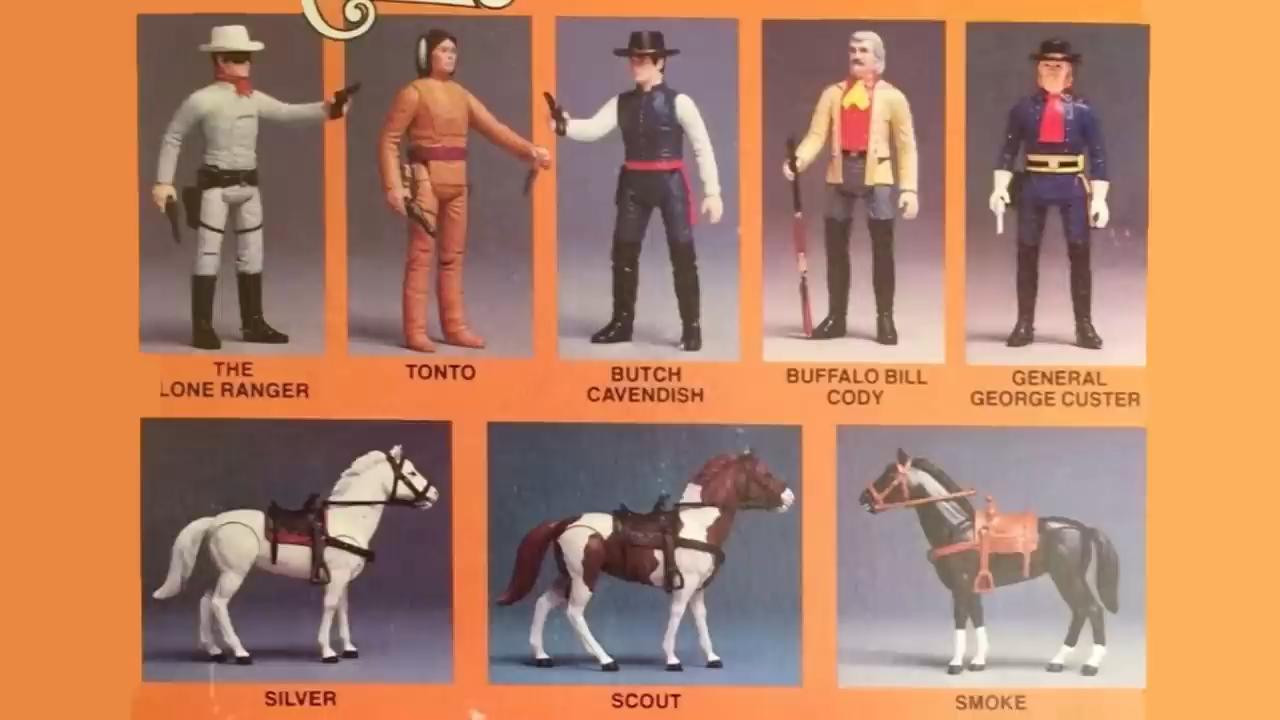 THE
LONE RANGER
TONTO
BUTCH
CAVENDISH
BUFFALO BILL
CODY
GENERAL
GEORGE CUSTER
SILVER
SCOUT
SMOKE